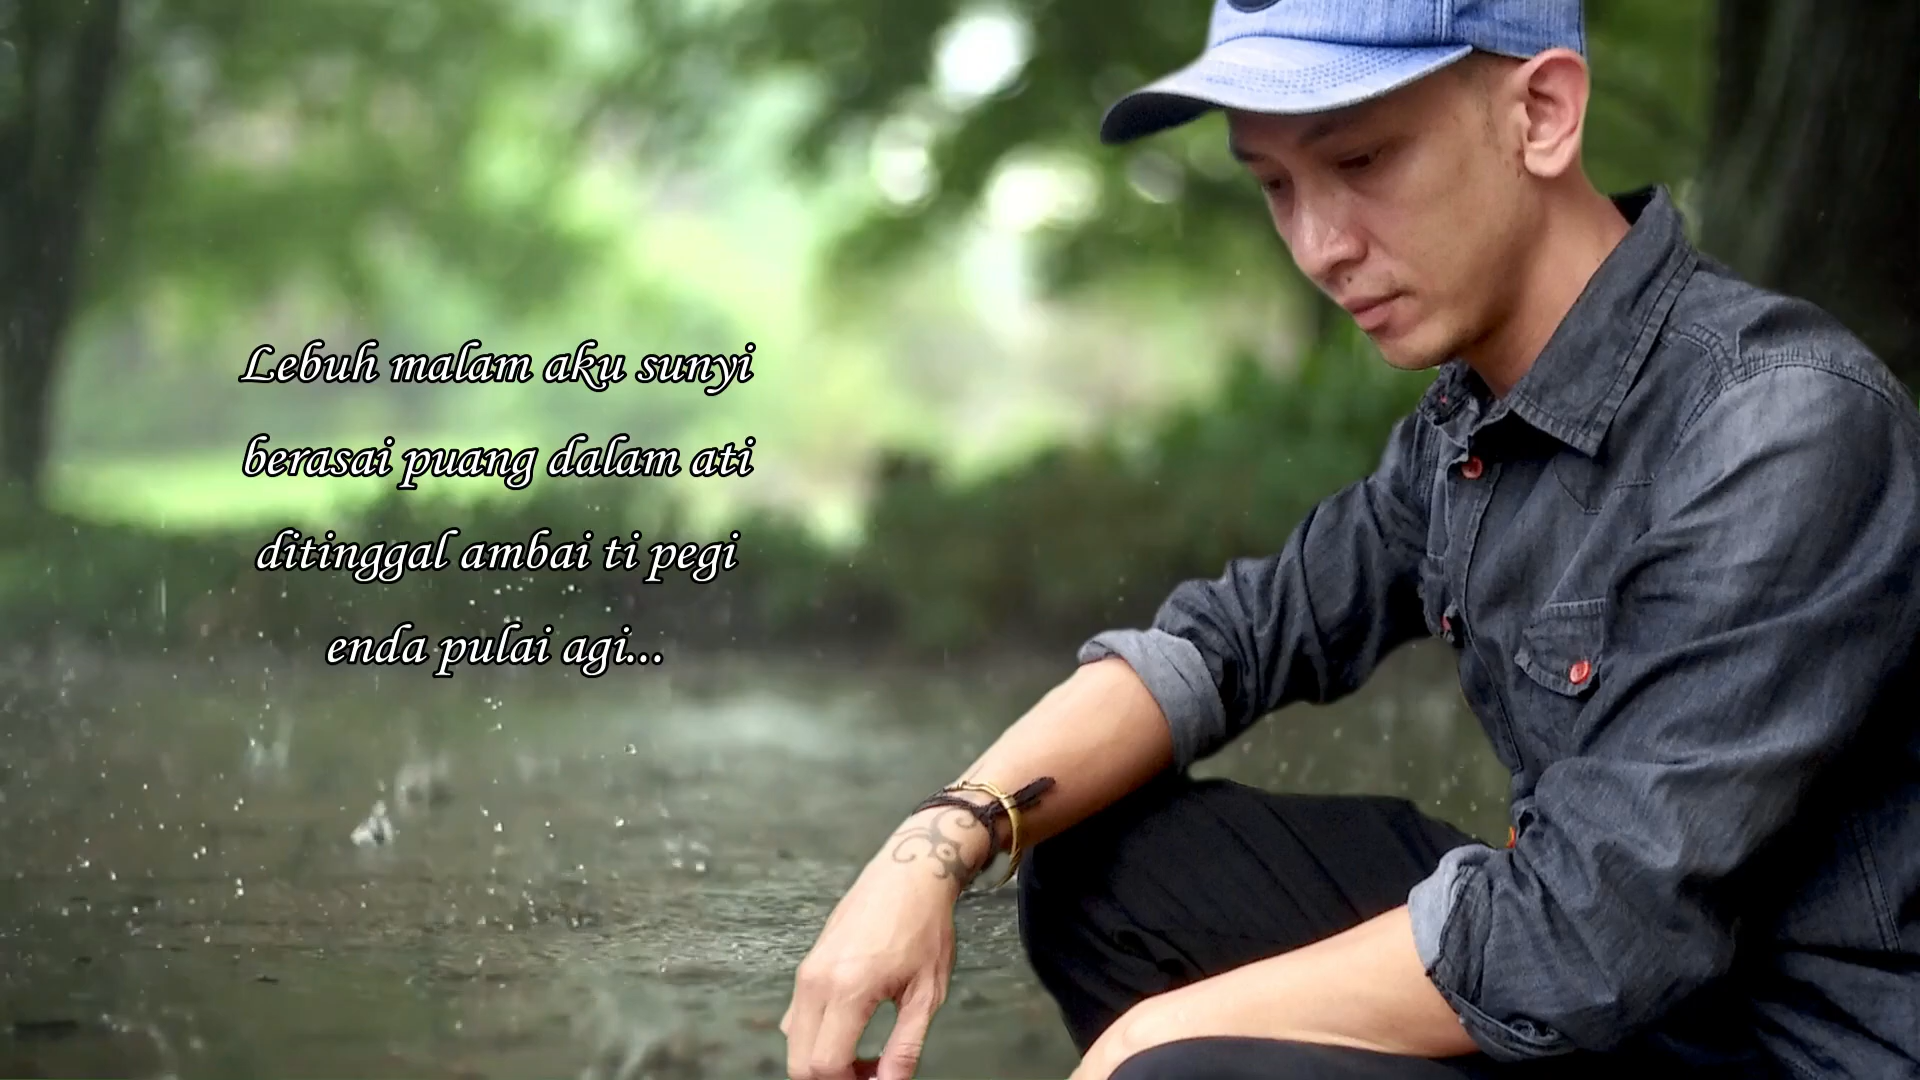 Lebuh malam aku sunyi
berasai puang dalam ati
ditinggal ambai ti pegi
enda pulai agi...